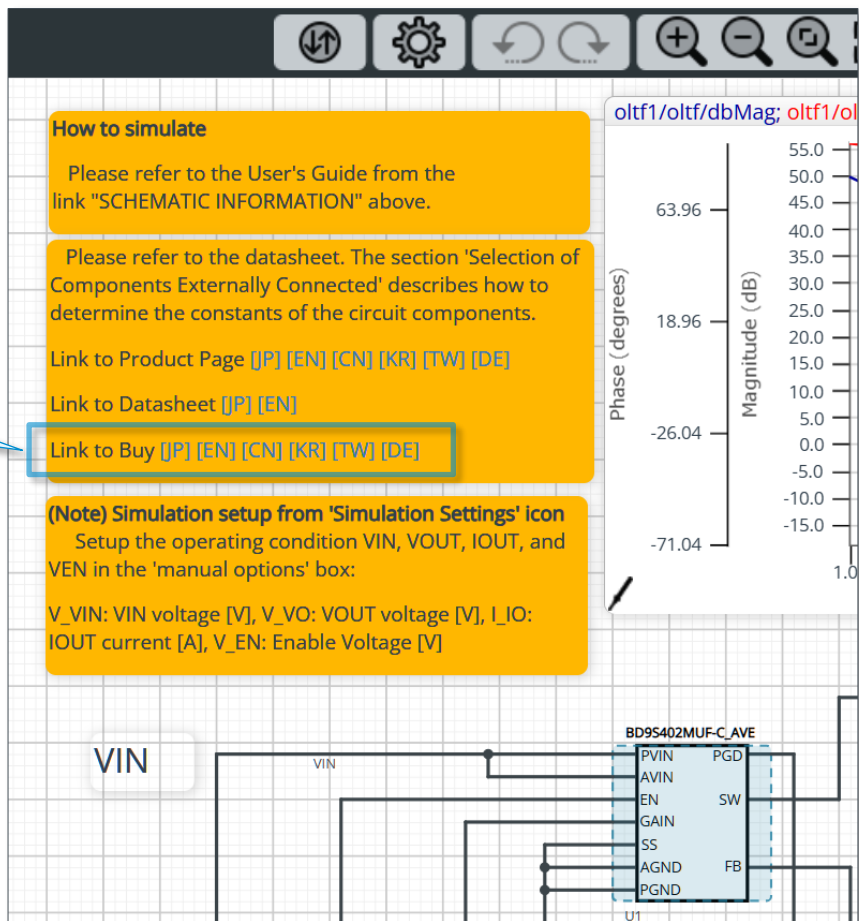 How to simulate
Please refer to the User's Guide from the
link "SCHEMATIC INFORMATION" above.
Please refer to the datasheet. The section 'Selection of
Components Externally Connected' describes how to
determine the constants of the circuit components.
Link to Product Page [JP] [EN] [CN] [KR] [TW] [DE]
Link to Datasheet [JP] [EN]
Link to Buy [JP] [EN] [CN] [KR] [TW] [DE]
(Note) Simulation setup from 'Simulation Settings' icon
Setup the operating condition VIN, VOUT, IOUT, and
VEN in the 'manual options' box:
V_VIN: VIN voltage [V], V_VO: VOUT voltage [V], I_IO:
IOUT current [A], V_EN: Enable Voltage [V]
oltf1/oltf/dbMag; oltf1/ol
Phase (degrees)
63.96
18.96
-26.04
-71.04
Magnitude (dB)
55.0
50.0
45.0
40.0
35.0
30.0
25.0
20.0
15.0
10.0
5.0
0.0
-5.0
-10.0
-15.0
1.0
VIN
VIN
BD9S402MUF-C_AVE
PVIN PGD
AVIN
EN SW
GAIN
SS
AGND FB
PGND
U1